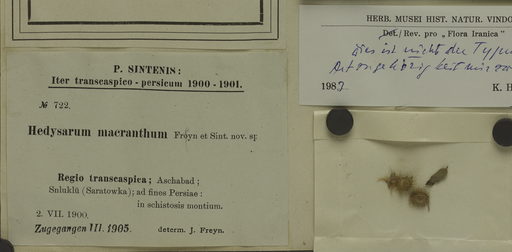 P. SINTENIS:
Iter transcaspico-persicum 1900-1901.
№ 722.
Hedysarum macranthum Freyn et Sint. nov. sp
Regio transcaspica; Aschabad;
Suluklü (Saratowka); ad fines Persiae:
in schistosis montium.
2. VII. 1900.
Zugegangen III. 1905. determ. J. Freyn.
HERB. MUSEI HIST. NATUR. VINDO
Det./Rev. pro „Flora Iranica"
Dies ist nicht der Typus
198 K. H